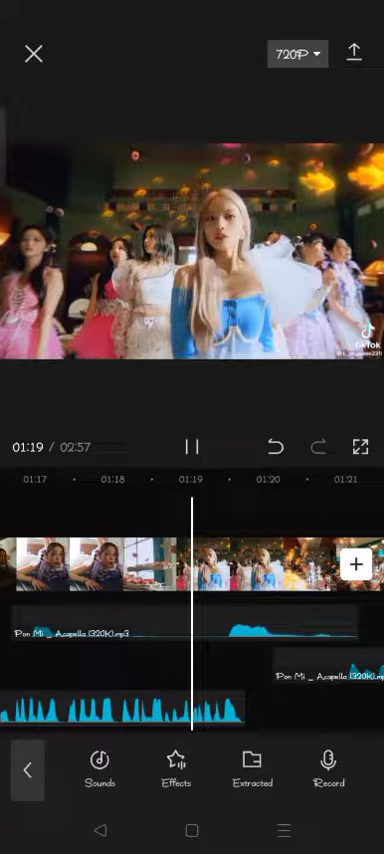 720P
TikTok
01:19 / 02:57
01:17 01:18 01:19 01:20 01:21
Pon Mi _ Acapella (320K).mp3
Pon Mi _ Acapella (320K).mp
Sounds Effects Extracted Record